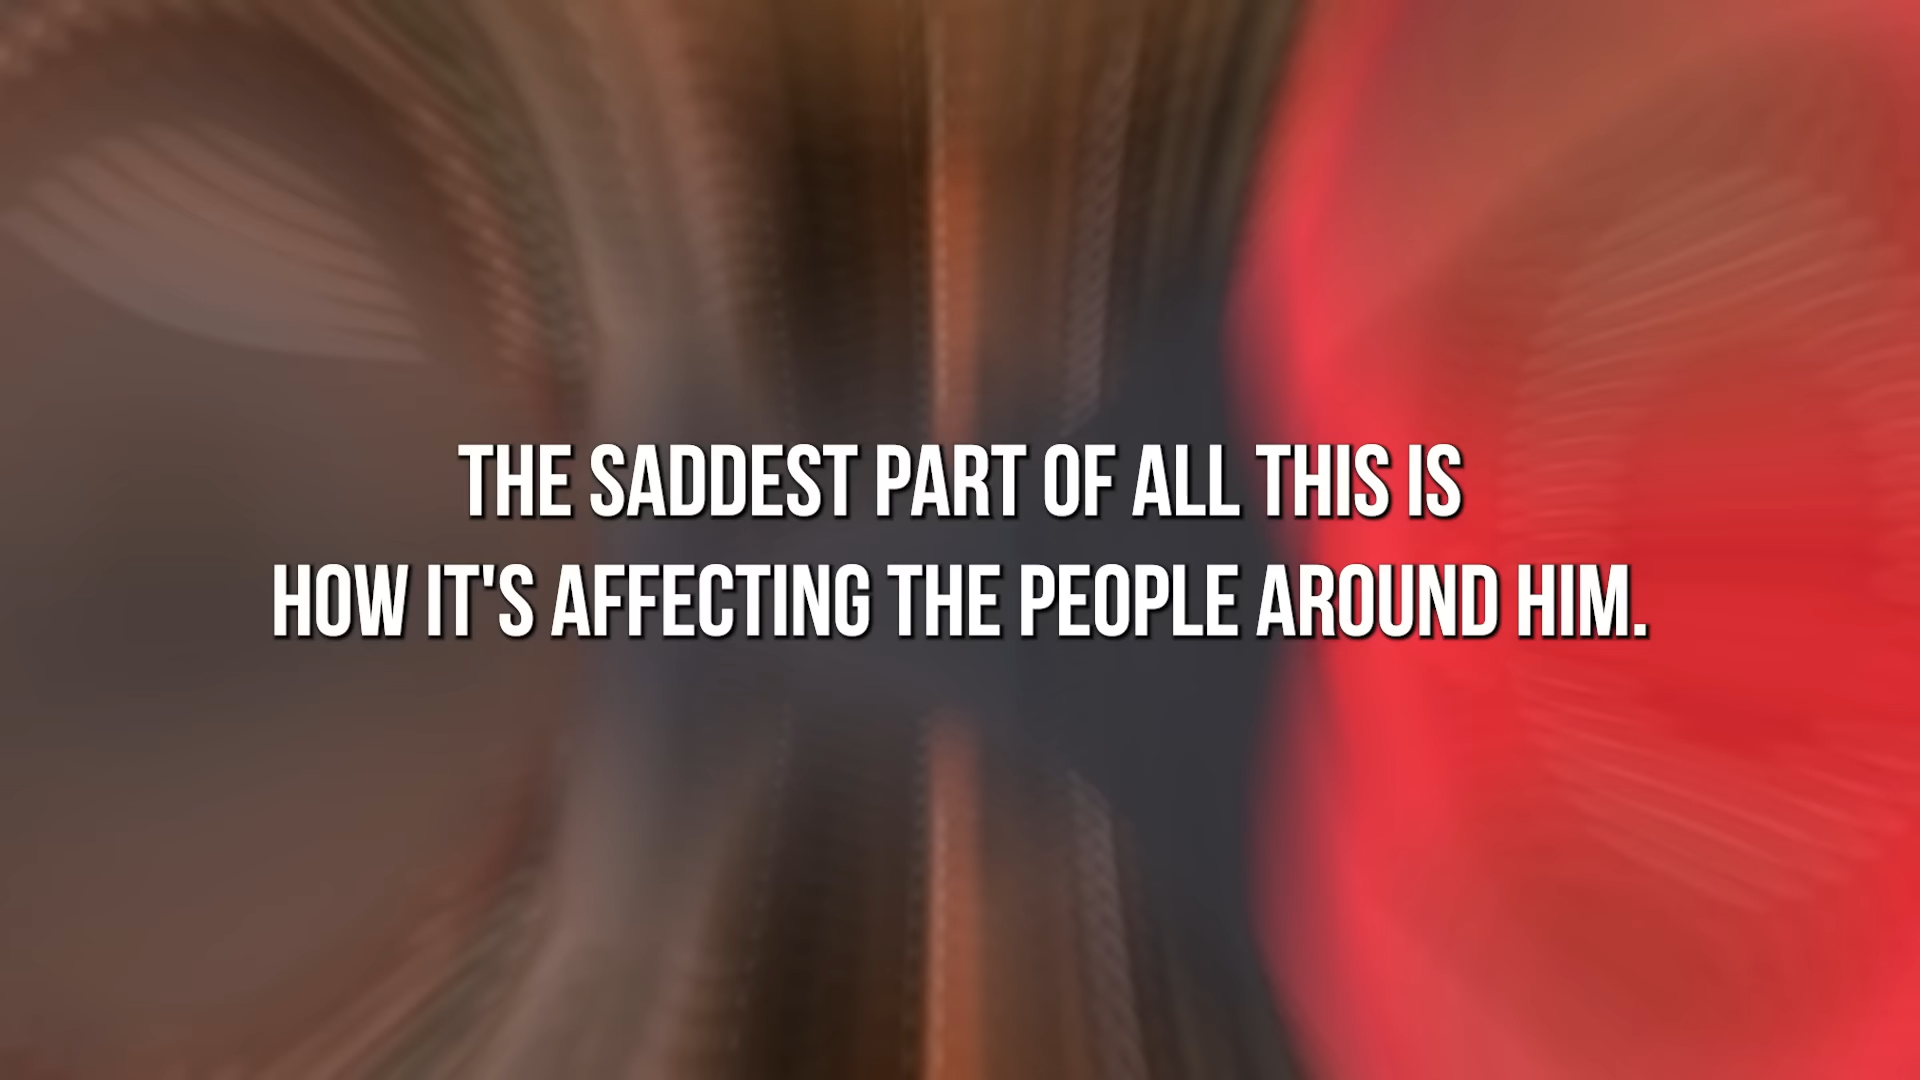 THE SADDEST PART OF ALL THIS IS
HOW IT'S AFFECTING THE PEOPLE AROUND HIM.